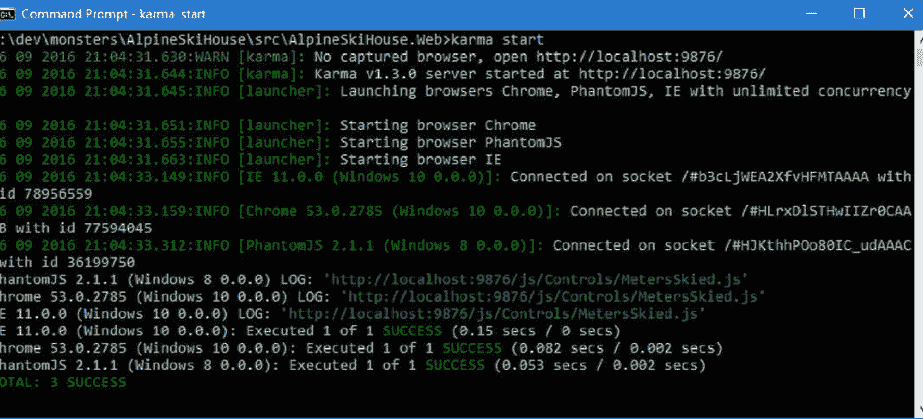 Command Prompt - karma start
:\dev\monsters\AlpineSkiHouse\src\AlpineSkiHouse.Web>karma start
6 09 2016 21:04:31.630:WARN [karma]: No captured browser, open http://localhost:9876/
6 09 2016 21:04:31.644:INFO [karma]: Karma v1.3.0 server started at http://localhost:9876/
6 09 2016 21:04:31.645:INFO [launcher]: Launching browsers Chrome, PhantomJS, IE with unlimited concurrency
6 09 2016 21:04:31.651:INFO [launcher]: Starting browser Chrome
6 09 2016 21:04:31.655:INFO [launcher]: Starting browser PhantomJS
6 09 2016 21:04:31.663:INFO [launcher]: Starting browser IE
6 09 2016 21:04:33.149:INFO [IE 11.0.0 (Windows 10 0.0.0)]: Connected on socket /#b3cLjWEA2XfvHFMTAAAA with
id 78956559
6 09 2016 21:04:33.159:INFO [Chrome 53.0.2785 (Windows 10 0.0.0)]: Connected on socket /#HLrxDlSTHwIIZr0CAA
B with id 77594045
6 09 2016 21:04:33.312:INFO [PhantomJS 2.1.1 (Windows 8 0.0.0)]: Connected on socket /#HJKthhPOo80IC_udAAAC
with id 36199750
hantomJS 2.1.1 (Windows 8 0.0.0) LOG: 'http://localhost:9876/js/Controls/MetersSkied.js'
hrome 53.0.2785 (Windows 10 0.0.0) LOG: 'http://localhost:9876/js/Controls/MetersSkied.js'
E 11.0.0 (Windows 10 0.0.0) LOG: 'http://localhost:9876/js/Controls/MetersSkied.js'
E 11.0.0 (Windows 10 0.0.0): Executed 1 of 1 SUCCESS (0.15 secs / 0 secs)
hrome 53.0.2785 (Windows 10 0.0.0): Executed 1 of 1 SUCCESS (0.082 secs / 0.002 secs)
hantomJS 2.1.1 (Windows 8 0.0.0): Executed 1 of 1 SUCCESS (0.053 secs / 0.002 secs)
OTAL: 3 SUCCESS